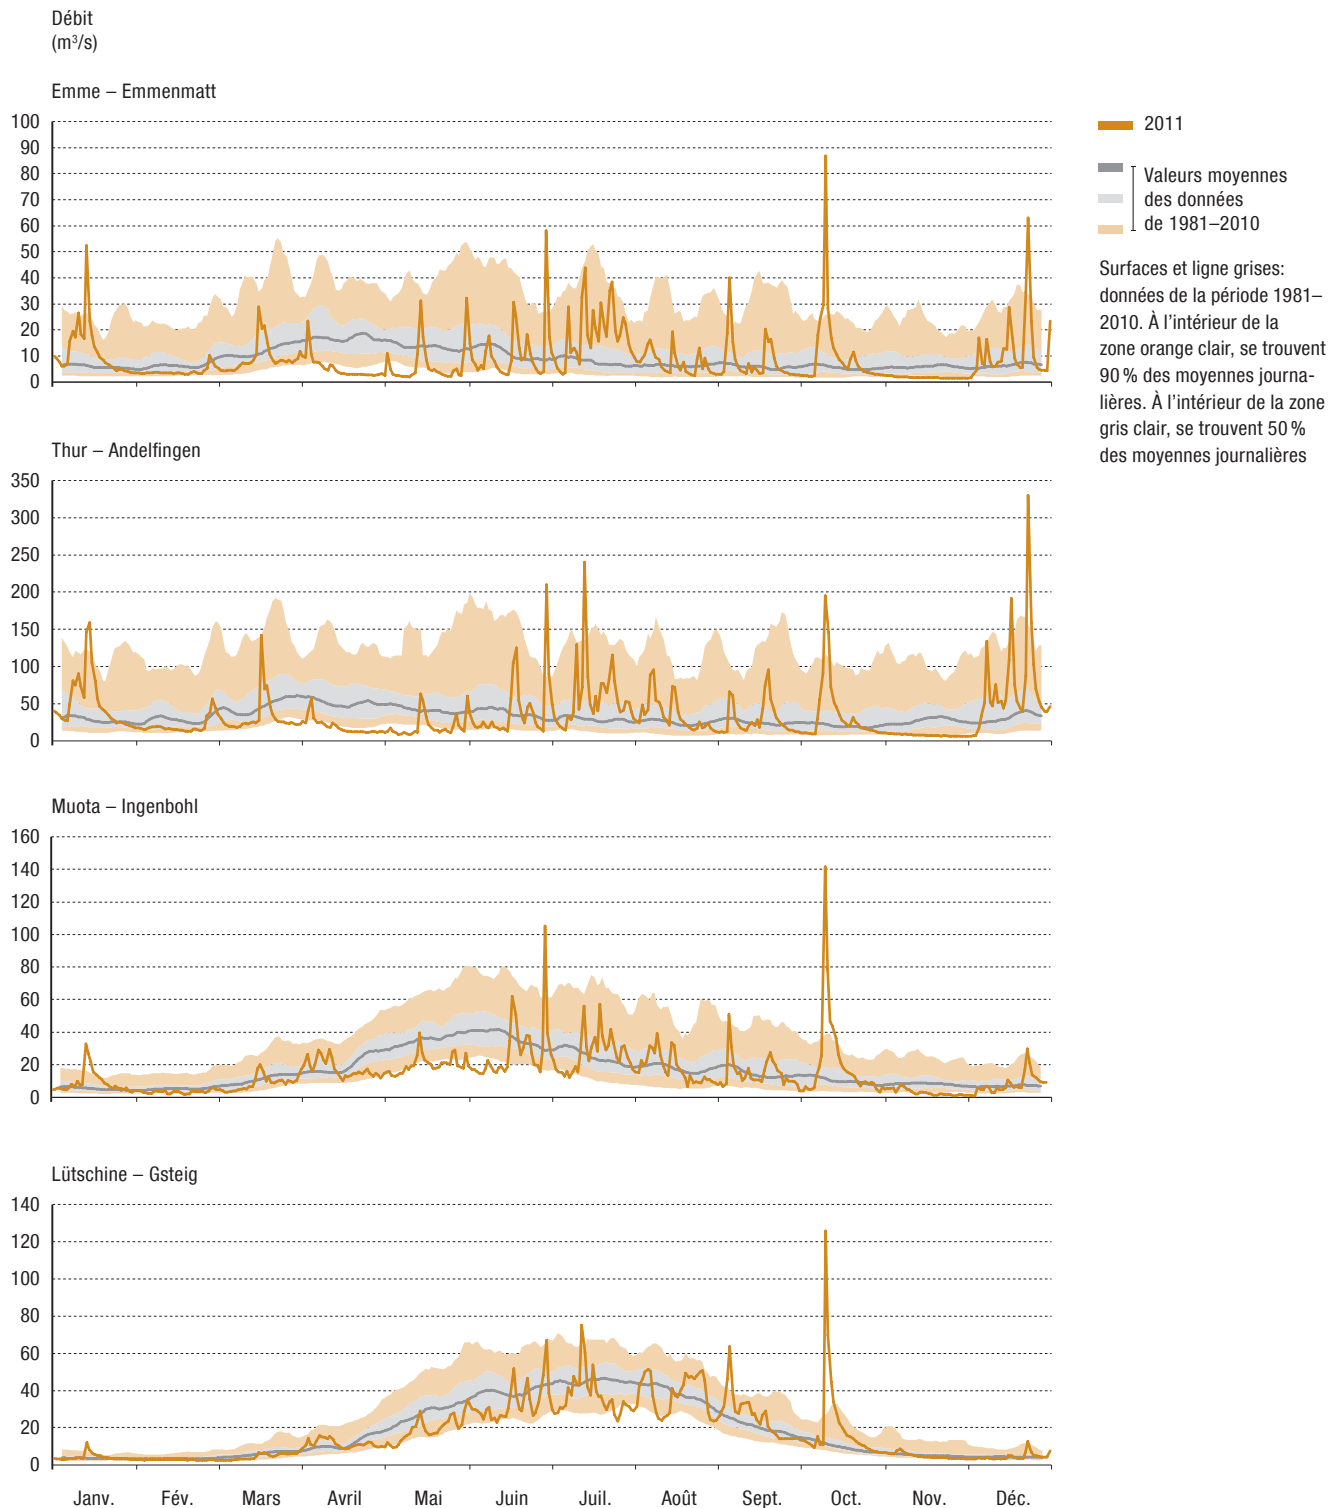 Débit
(m³/s)
Emme – Emmenmatt
100
90
80
70
60
50
40
30
20
10
0
2011
Valeurs moyennes
des données
de 1981–2010
Surfaces et ligne grises:
données de la période 1981–
2010. À l’intérieur de la
zone orange clair, se trouvent
90 % des moyennes journa-
lières. À l’intérieur de la zone
gris clair, se trouvent 50 %
des moyennes journalières
Thur – Andelfingen
350
300
250
200
150
100
50
0
Muota – Ingenbohl
160
140
120
100
80
60
40
20
0
Lütschine – Gsteig
140
120
100
80
60
40
20
0
Janv. Fév. Mars Avril Mai Juin Juil. Août Sept. Oct. Nov. Déc.